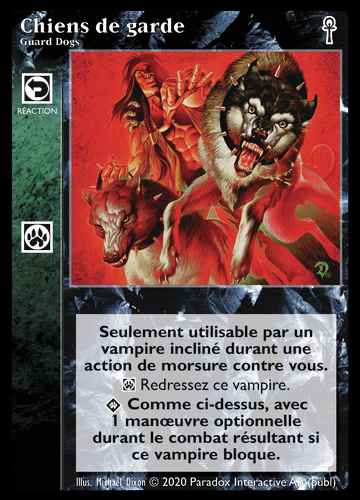 Chiens de garde
Guard Dogs
REACTION
Seulement utilisable par un
vampire incliné durant une
action de morsure contre vous.
Redressez ce vampire.
Comme ci-dessus, avec
1 manœuvre optionnelle
durant le combat résultant si
ce vampire bloque.
Illus. Michael Dixon © 2020 Paradox Interactive AB (publ)